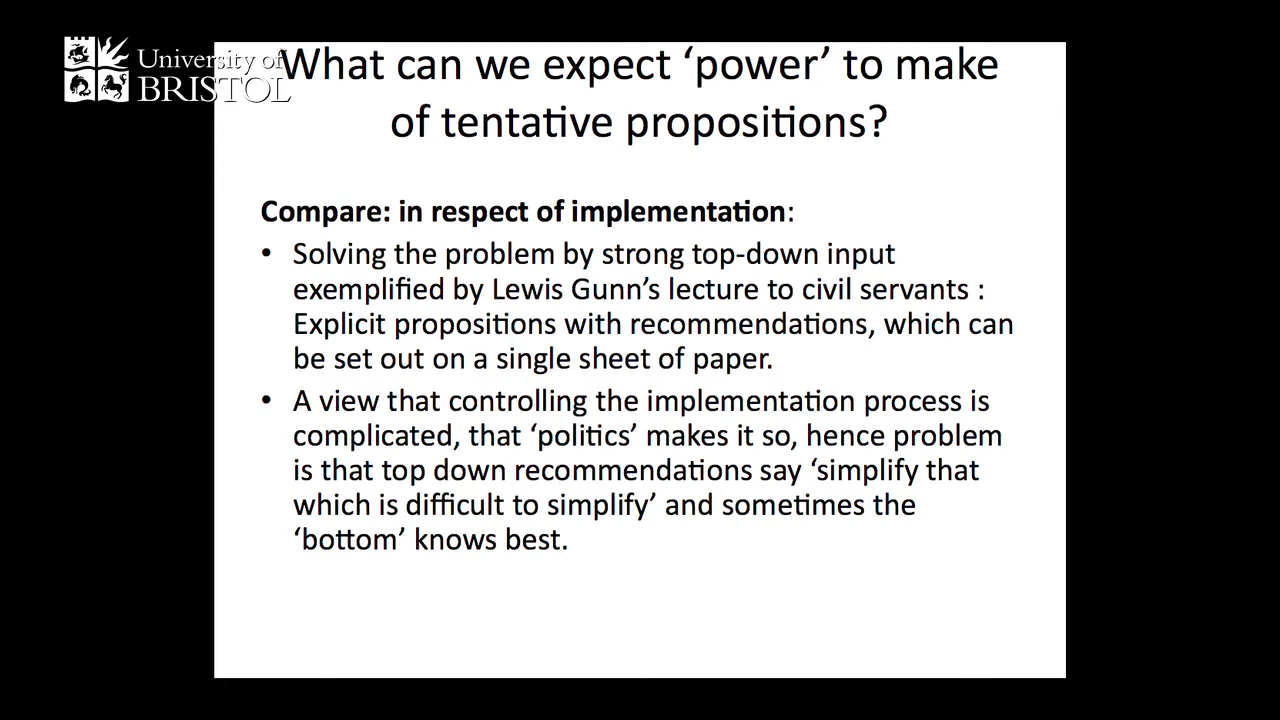 University of
BRISTOL
What can we expect ‘power’ to make
of tentative propositions?
Compare: in respect of implementation:
• Solving the problem by strong top-down input
exemplified by Lewis Gunn’s lecture to civil servants :
Explicit propositions with recommendations, which can
be set out on a single sheet of paper.
• A view that controlling the implementation process is
complicated, that ‘politics’ makes it so, hence problem
is that top down recommendations say ‘simplify that
which is difficult to simplify’ and sometimes the
‘bottom’ knows best.